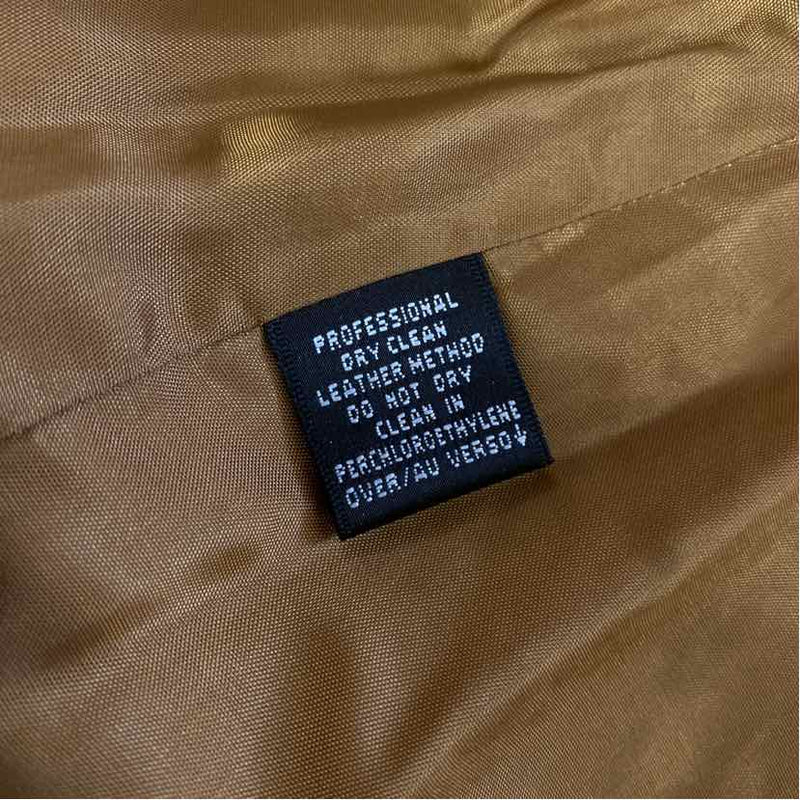 PROFESSIONAL
DRY CLEAN
LEATHER METHOD
DO NOT DRY
CLEAN IN
PERCHLOROETHYLENE
OVER/AU VERSO↓